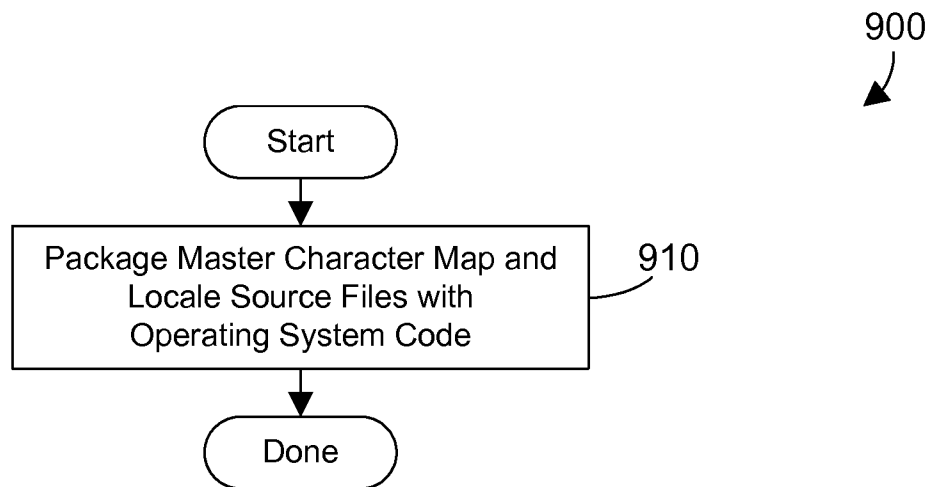 900
Start
Package Master Character Map and
Locale Source Files with
Operating System Code
910
Done